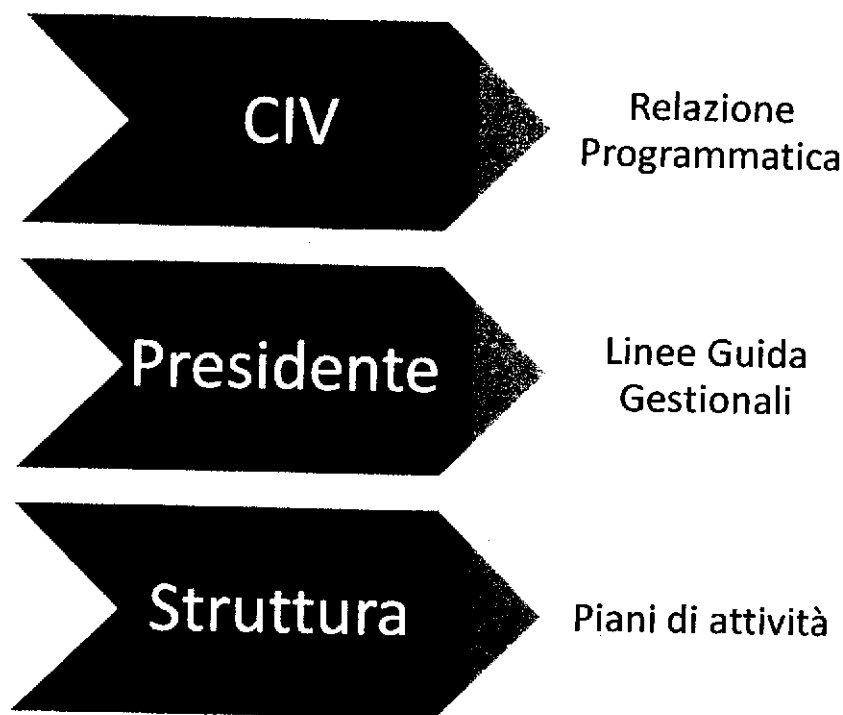 CIV
Relazione
Programmatica
Presidente
Linee Guida
Gestionali
Struttura
Piani di attività